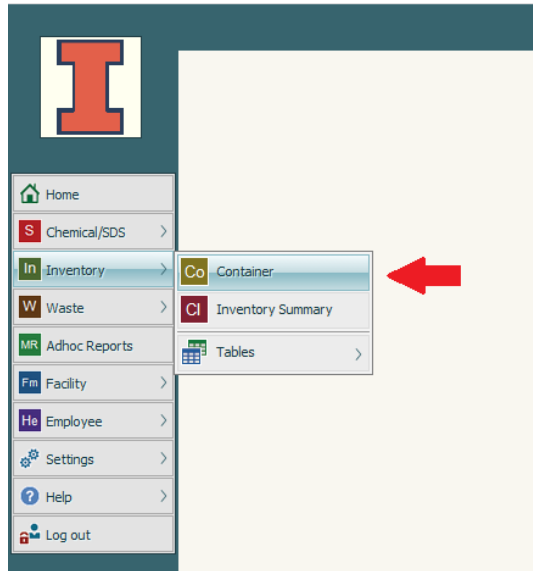 I
Home
S Chemical/SDS
In Inventory
Co Container
CI Inventory Summary
Tables
W Waste
MR Adhoc Reports
Fm Facility
He Employee
Settings
? Help
Log out